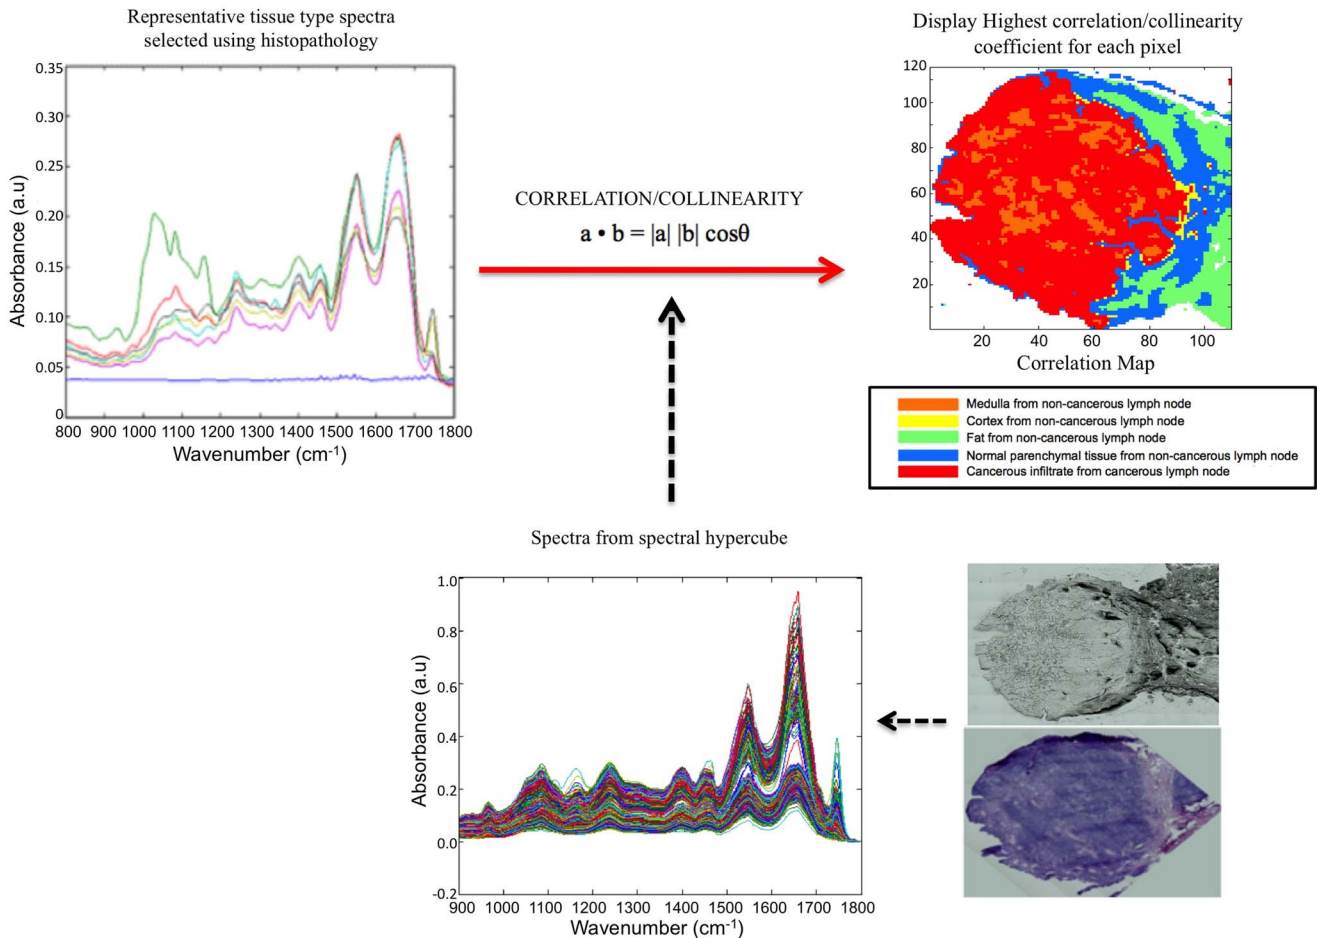 Representative tissue type spectra
selected using histopathology
0.35
0.30
0.25
0.20
0.15
0.10
0.05
0
Absorbance (a.u)
800 900 1000 1100 1200 1300 1400 1500 1600 1700 1800
Wavenumber (cm-1)
CORRELATION/COLLINEARITY
a • b = |a| |b| cosθ
Display Highest correlation/collinearity
coefficient for each pixel
120
100
80
60
40
20
20 40 60 80 100
Correlation Map
Medulla from non-cancerous lymph node
Cortex from non-cancerous lymph node
Fat from non-cancerous lymph node
Normal parenchymal tissue from non-cancerous lymph node
Cancerous infiltrate from cancerous lymph node
Spectra from spectral hypercube
1.0
0.8
0.6
0.4
0.2
0.0
-0.2
Absorbance (a.u)
900 1000 1100 1200 1300 1400 1500 1600 1700 1800
Wavenumber (cm-1)